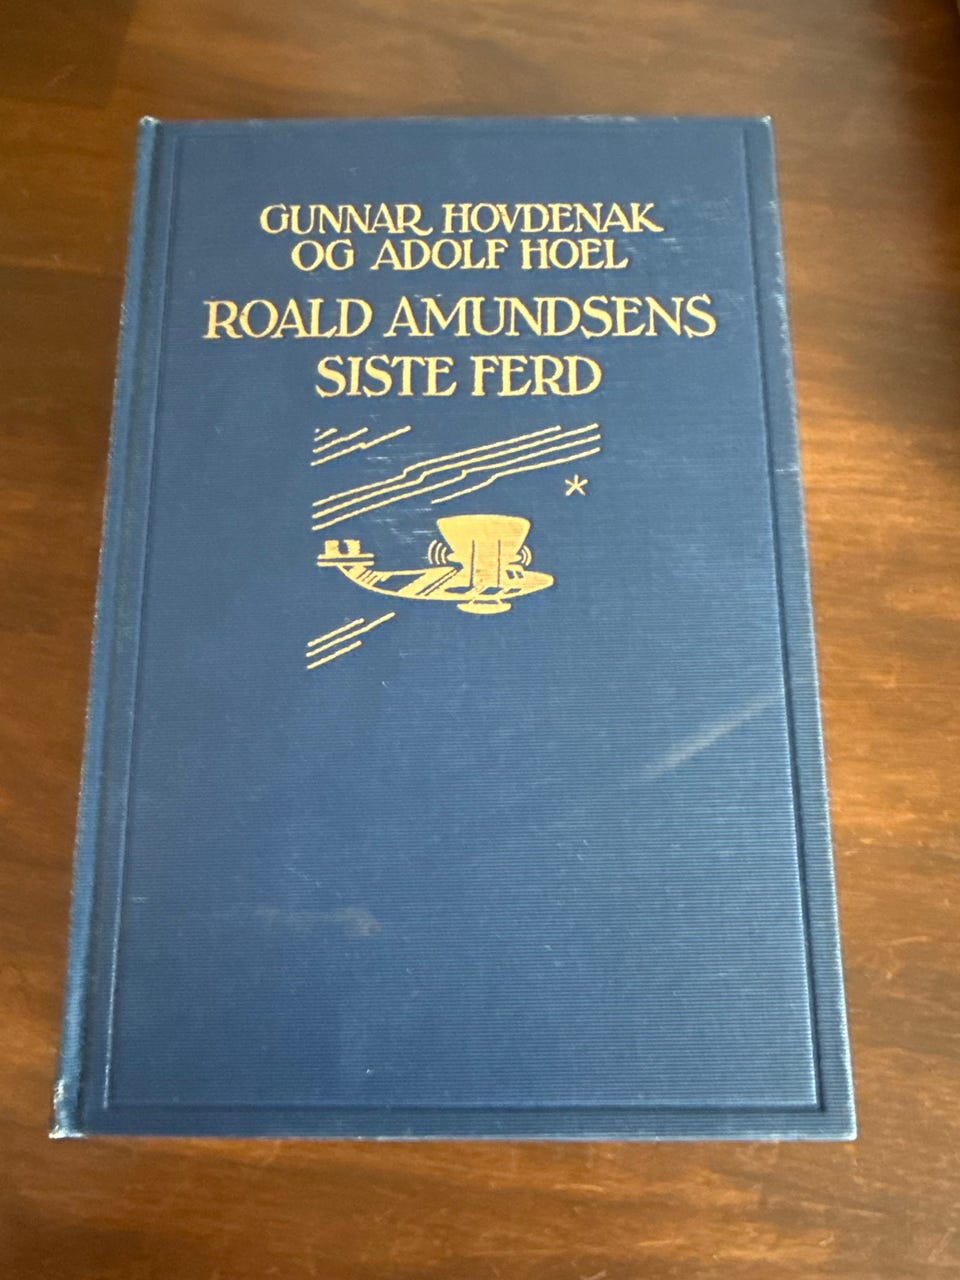 GUNNAR HOVDENAK
OG ADOLF HOEL
ROALD AMUNDSENS
SISTE FERD